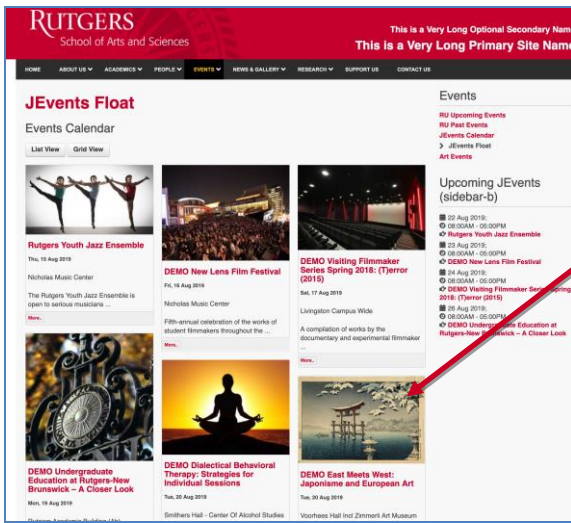 RUTGERS
School of Arts and Sciences
This is a Very Long Optional Secondary Nam
This is a Very Long Primary Site Name
HOME ABOUT US ACADEMICS PEOPLE EVENTS NEWS & GALLERY RESEARCH SUPPORT US CONTACT US
JEvents Float
Events Calendar
List View Grid View
Rutgers Youth Jazz Ensemble
Thu, 15 Aug 2019
Nicholas Music Center
The Rutgers Youth Jazz Ensemble is
open to serious musicians ...
More..
DEMO New Lens Film Festival
Fri, 16 Aug 2019
Nicholas Music Center
Fifth-annual celebration of the works of
student filmmakers throughout the ...
More..
DEMO Visiting Filmmaker
Series Spring 2018: (T)error
(2015)
Sat, 17 Aug 2019
Livingston Campus Wide
A compilation of works by the
documentary and experimental filmmaker
...
More..
DEMO Undergraduate
Education at Rutgers-New
Brunswick – A Closer Look
Mon, 19 Aug 2019
DEMO Dialectical Behavioral
Therapy: Strategies for
Individual Sessions
Tue, 20 Aug 2019
Smithers Hall - Center Of Alcohol Studies
DEMO East Meets West:
Japonisme and European Art
Tue, 20 Aug 2019
Voorhees Hall Incl Zimmerli Art Museum
Events
RU Upcoming Events
RU Past Events
JEvents Calendar
JEvents Float
Art Events
Upcoming JEvents
(sidebar-b)
22 Aug 2019;
08:00AM - 05:00PM
Rutgers Youth Jazz Ensemble
23 Aug 2019;
08:00AM - 05:00PM
DEMO New Lens Film Festival
24 Aug 2019;
08:00AM - 05:00PM
DEMO Visiting Filmmaker Series Spring
2018: (T)error (2015)
26 Aug 2019;
08:00AM - 05:00PM
DEMO Undergraduate Education at
Rutgers-New Brunswick – A Closer Look